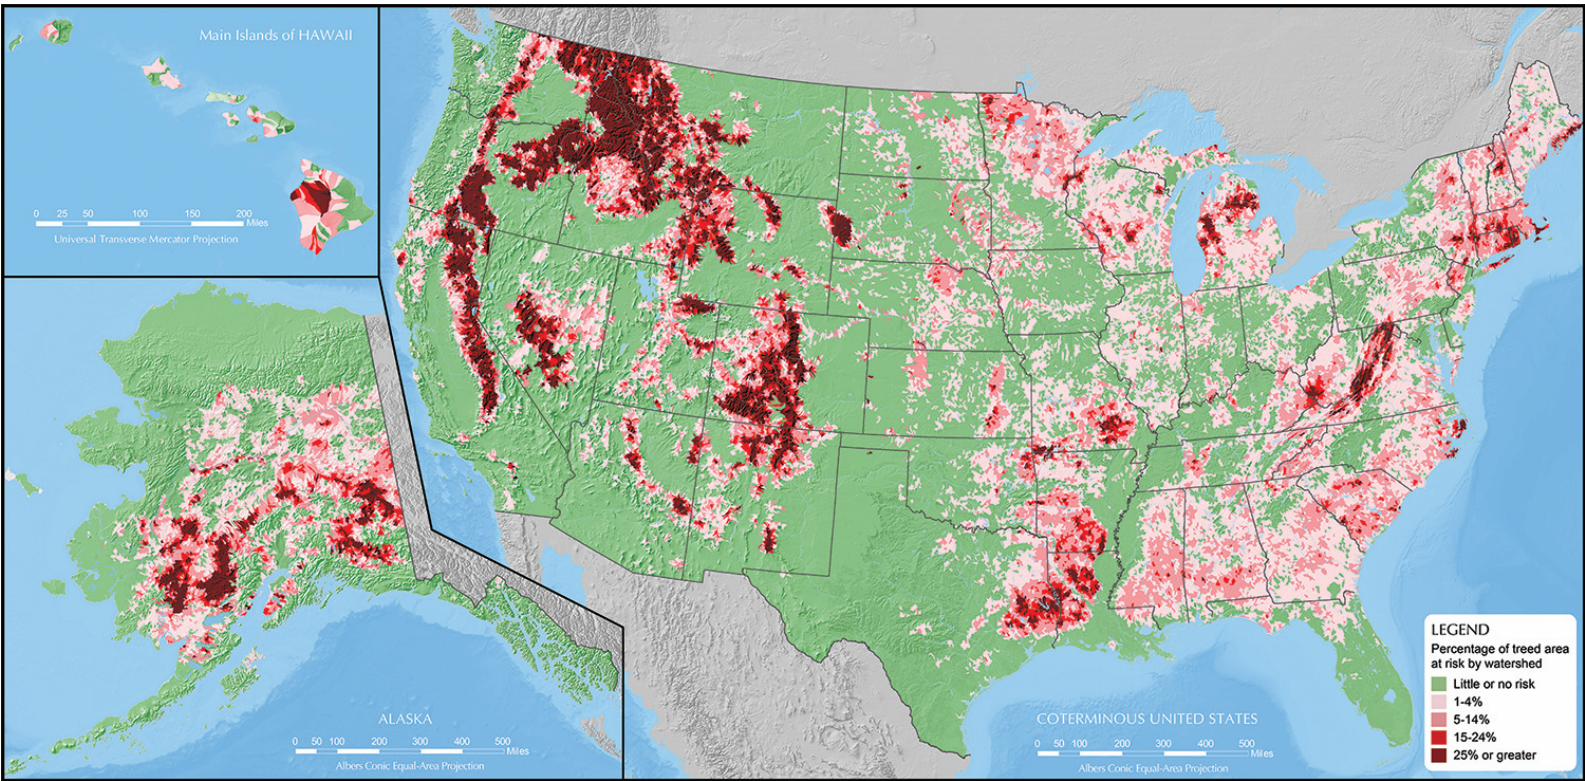 Main Islands of HAWAII
0 25 50 100 150 200
Miles
Universal Transverse Mercator Projection
ALASKA
0 50 100 200 300 400 500
Miles
Albers Conic Equal-Area Projection
COTERMINOUS UNITED STATES
0 50 100 200 300 400 500
Miles
Albers Conic Equal-Area Projection
LEGEND
Percentage of treed area
at risk by watershed
Little or no risk
1-4%
5-14%
15-24%
25% or greater